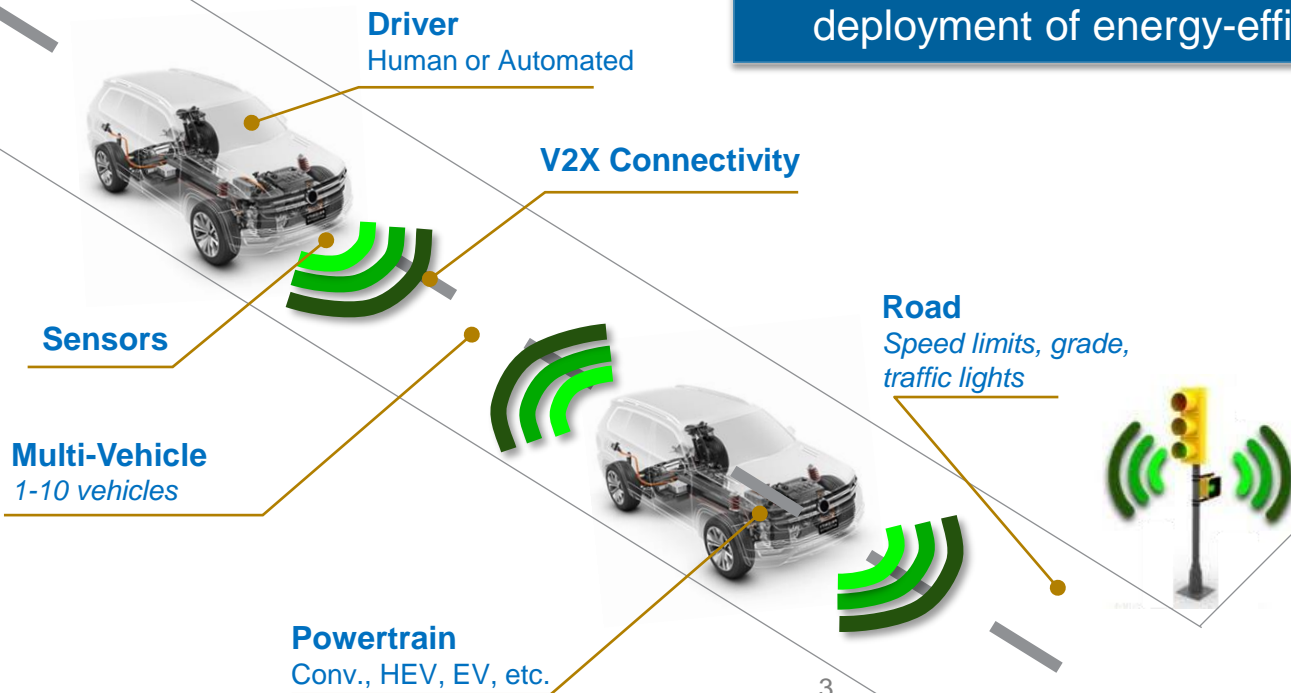 deployment of energy-effi
Driver
Human or Automated
V2X Connectivity
Sensors
Road
Speed limits, grade,
traffic lights
Multi-Vehicle
1-10 vehicles
Powertrain
Conv., HEV, EV, etc.
3